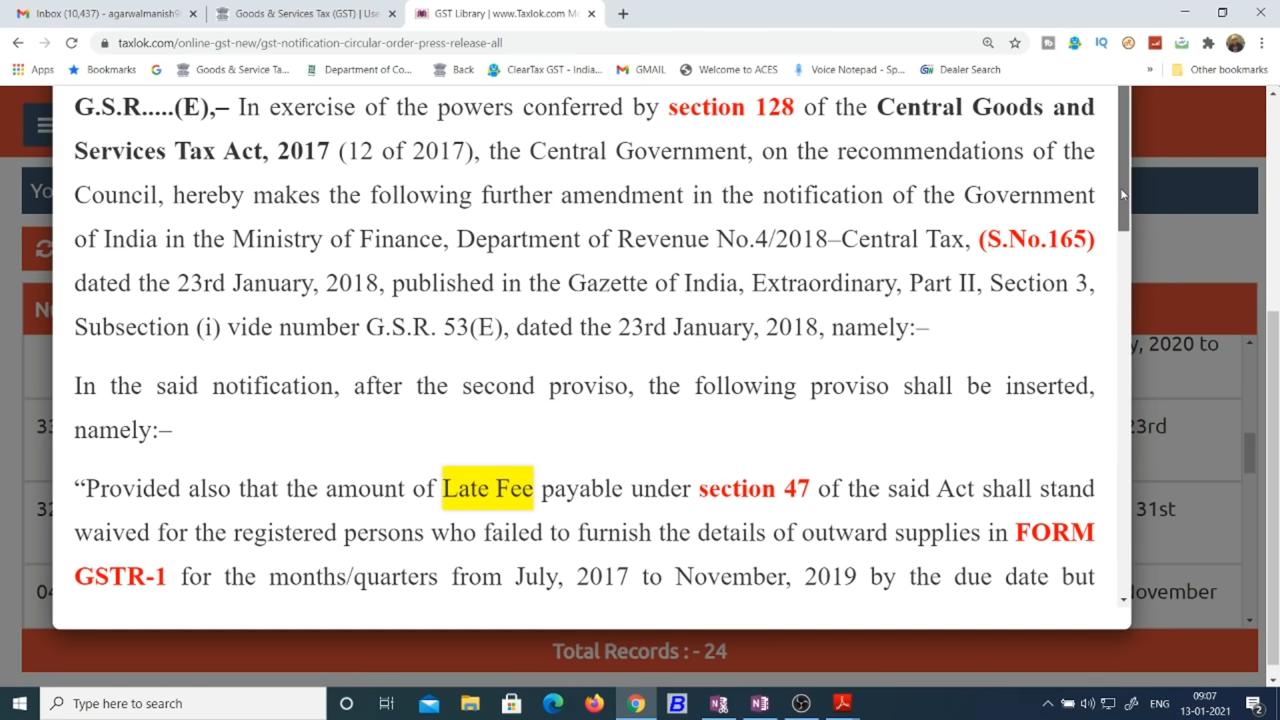 Inbox (10,437) - agarwalmanish9
Goods & Services Tax (GST) | Use
GST Library | www.Taxlok.com Mo
taxlok.com/online-gst-new/gst-notification-circular-order-press-release-all
IQ
Apps
Bookmarks
Goods & Service Ta...
Department of Co...
Back
ClearTax GST - India...
GMAIL
Welcome to ACES
Voice Notepad - Sp...
Dealer Search
Other bookmarks
G.S.R.....(E),– In exercise of the powers conferred by section 128 of the Central Goods and
Services Tax Act, 2017 (12 of 2017), the Central Government, on the recommendations of the
Council, hereby makes the following further amendment in the notification of the Government
of India in the Ministry of Finance, Department of Revenue No.4/2018–Central Tax, (S.No.165)
dated the 23rd January, 2018, published in the Gazette of India, Extraordinary, Part II, Section 3,
Subsection (i) vide number G.S.R. 53(E), dated the 23rd January, 2018, namely:–
In the said notification, after the second proviso, the following proviso shall be inserted,
namely:–
“Provided also that the amount of Late Fee payable under section 47 of the said Act shall stand
waived for the registered persons who failed to furnish the details of outward supplies in FORM
GSTR-1 for the months/quarters from July, 2017 to November, 2019 by the due date but
Yo
Nu
y, 2020 to
33
23rd
32
31st
04
November
Total Records : - 24
Type here to search
B
ENG
09:07
13-01-2021
2